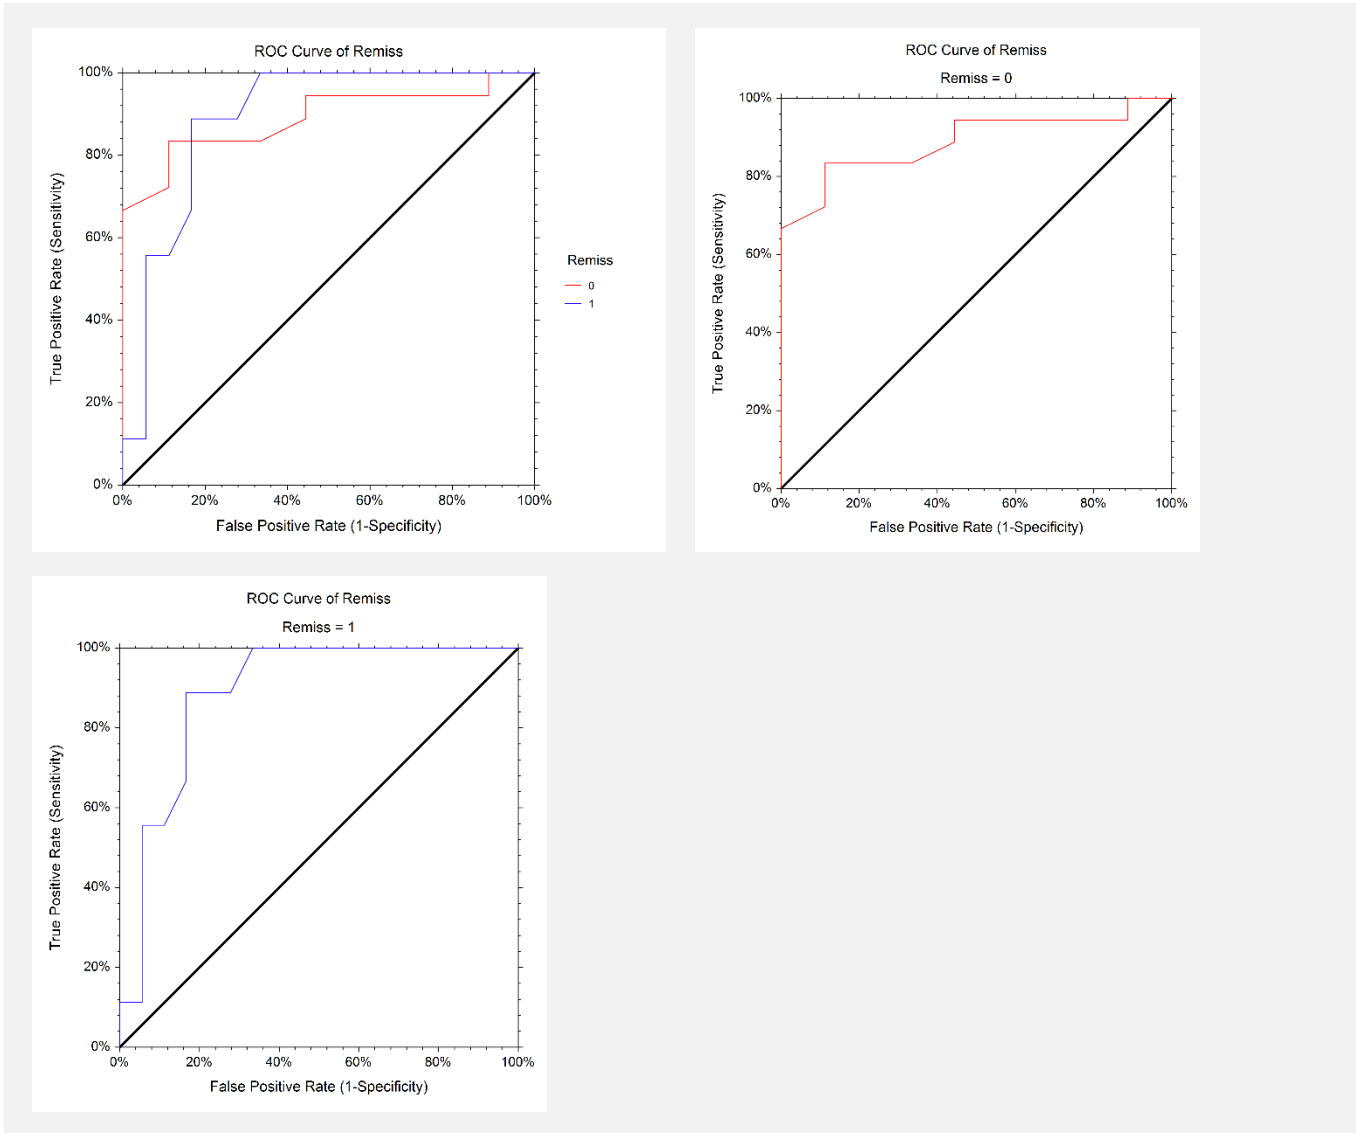 ROC Curve of Remiss
100%
80%
60%
40%
20%
0%
True Positive Rate (Sensitivity)
0% 20% 40% 60% 80% 100%
False Positive Rate (1-Specificity)
Remiss
0
1
ROC Curve of Remiss
Remiss = 0
100%
80%
60%
40%
20%
0%
True Positive Rate (Sensitivity)
0% 20% 40% 60% 80% 100%
False Positive Rate (1-Specificity)
ROC Curve of Remiss
Remiss = 1
100%
80%
60%
40%
20%
0%
True Positive Rate (Sensitivity)
0% 20% 40% 60% 80% 100%
False Positive Rate (1-Specificity)